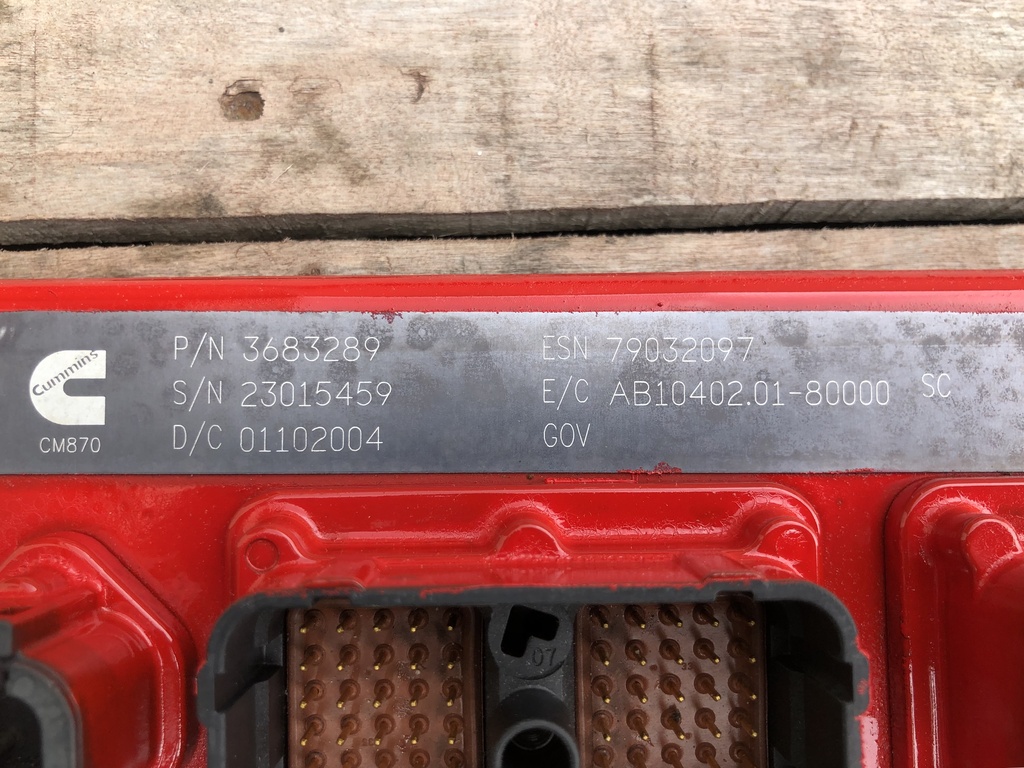 Cummins
CM870
P/N 3683289
S/N 23015459
D/C 01102004
ESN 79032097
E/C AB10402.01-80000 SC
GOV
07